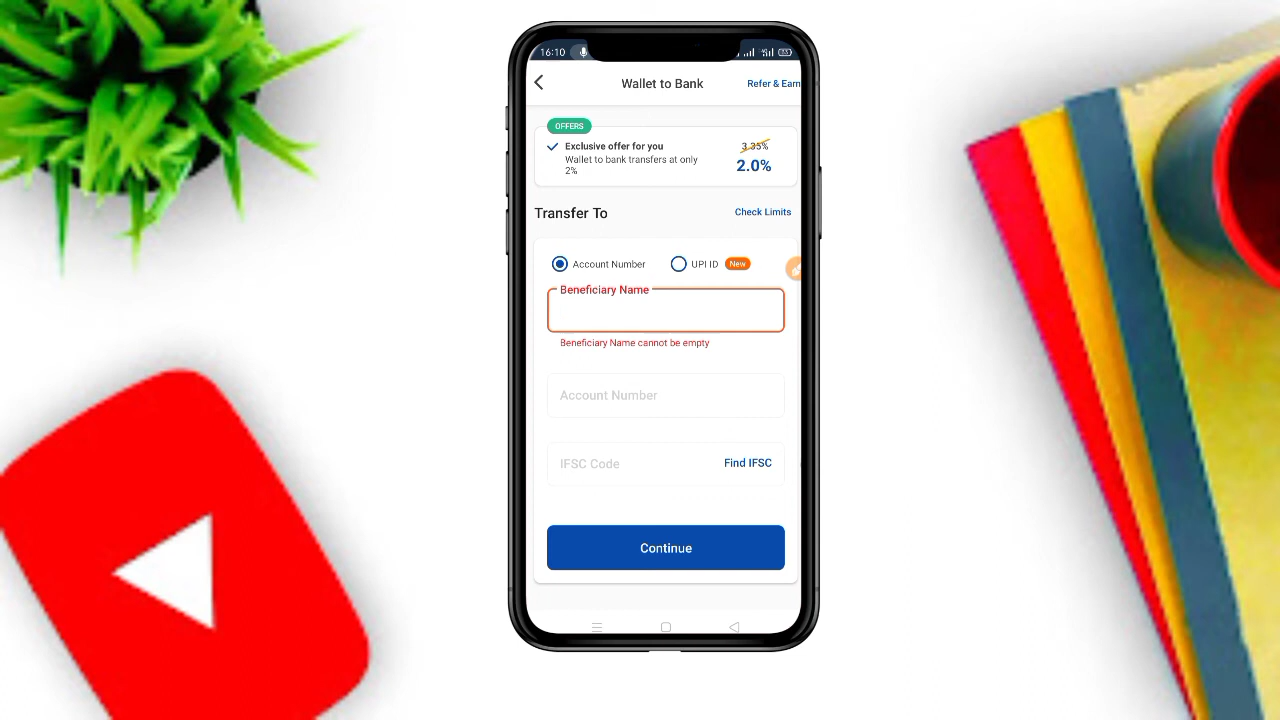 16:10
Wallet to Bank
Refer & Earn
OFFERS
Exclusive offer for you
Wallet to bank transfers at only
2%
3.35%
2.0%
Transfer To
Check Limits
Account Number
UPI ID
New
Beneficiary Name
Beneficiary Name cannot be empty
Account Number
IFSC Code
Find IFSC
Continue